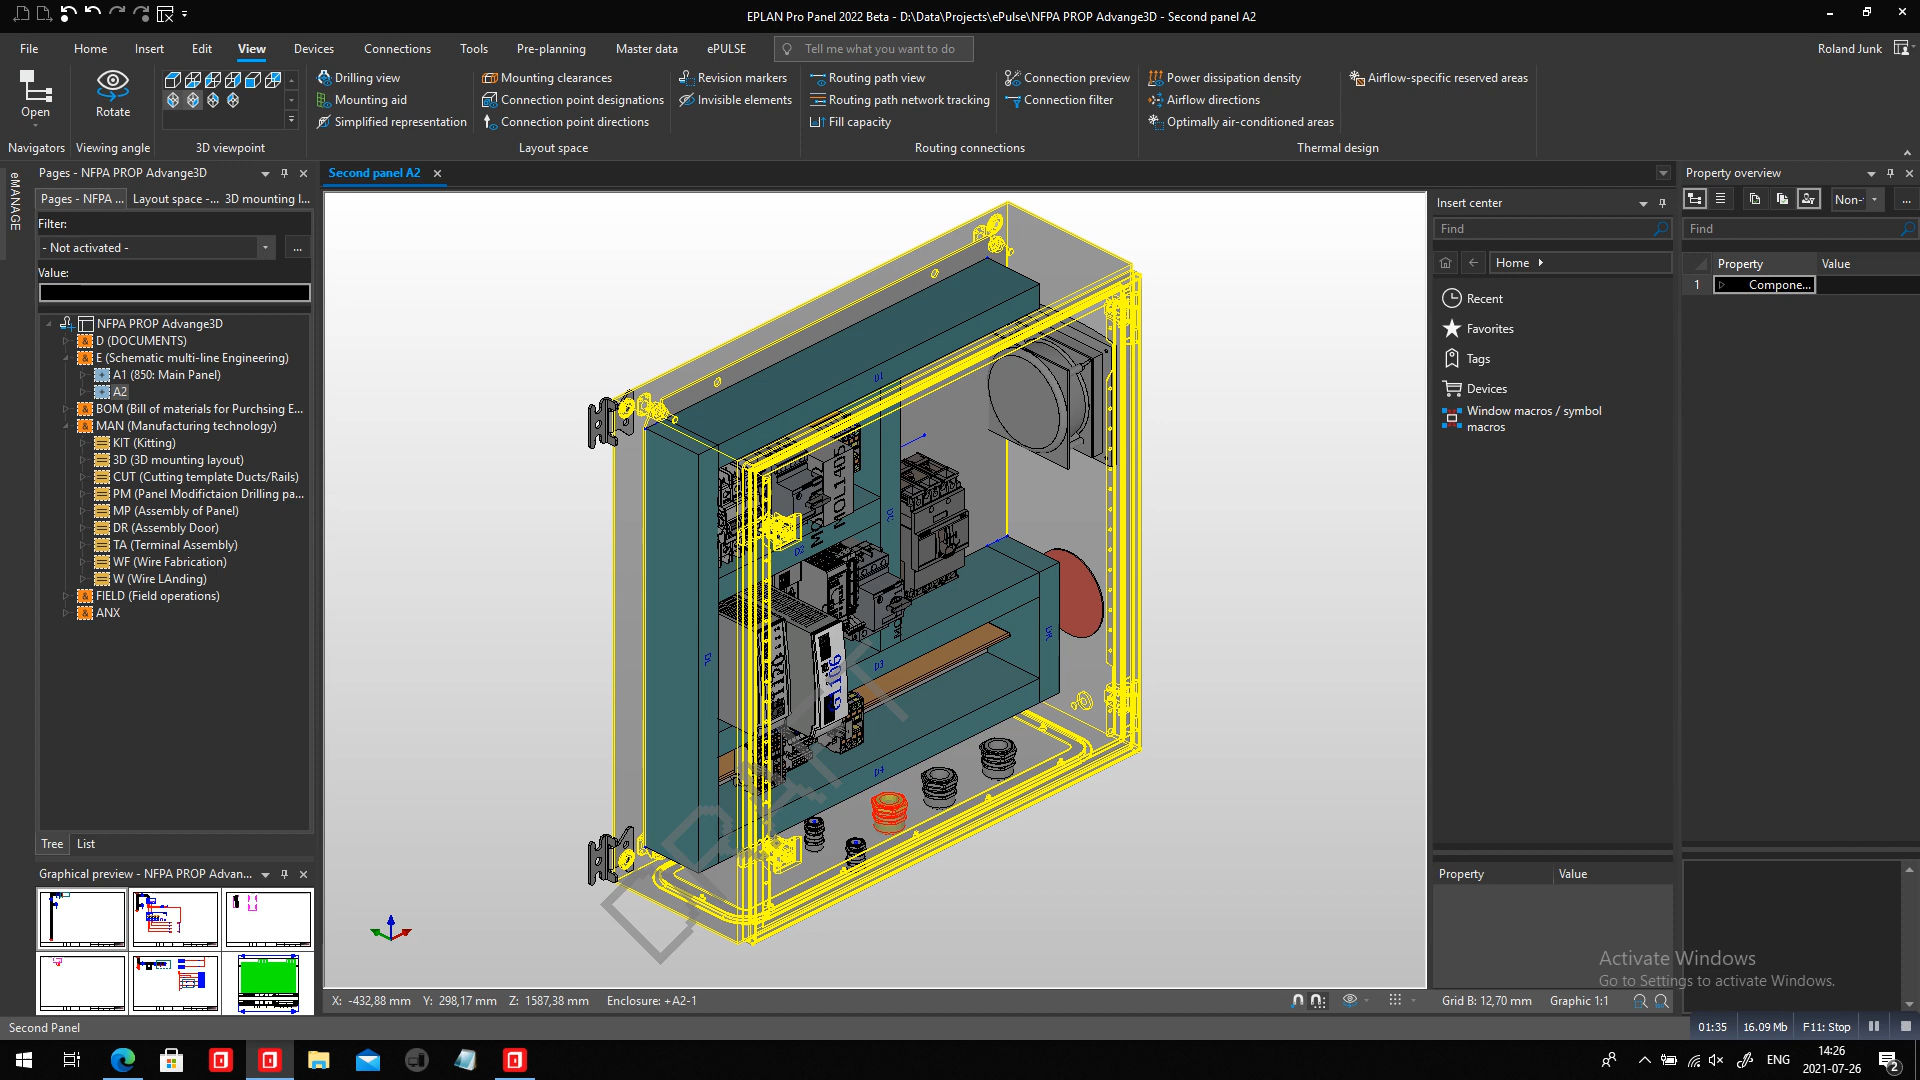 EPLAN Pro Panel 2022 Beta - D:\Data\Projects\ePulse\NFPA PROP Advange3D - Second panel A2
File Home Insert Edit View Devices Connections Tools Pre-planning Master data ePULSE Tell me what you want to do Roland Junk
Drilling view Mounting clearances Revision markers Routing path view Connection preview Power dissipation density Airflow-specific reserved areas
Open Rotate Mounting aid Connection point designations Invisible elements Routing path network tracking Connection filter Airflow directions
Simplified representation Connection point directions Fill capacity Optimally air-conditioned areas
Navigators Viewing angle 3D viewpoint Layout space Routing connections Thermal design
eMANAGE
Pages - NFPA PROP Advange3D
Pages - NFPA ... Layout space -... 3D mounting l...
Filter:
- Not activated - ...
Value:
NFPA PROP Advange3D
D (DOCUMENTS)
E (Schematic multi-line Engineering)
A1 (850: Main Panel)
A2
BOM (Bill of materials for Purchsing E...
MAN (Manufacturing technology)
KIT (Kitting)
3D (3D mounting layout)
CUT (Cutting template Ducts/Rails)
PM (Panel Modifictaion Drilling pa...
MP (Assembly of Panel)
DR (Assembly Door)
TA (Terminal Assembly)
WF (Wire Fabrication)
W (Wire LAnding)
FIELD (Field operations)
ANX
Tree List
Graphical preview - NFPA PROP Advan...
Second panel A2
D1
D2
D3
D4
G1106
DRAFT
X: -432,88 mm Y: 298,17 mm Z: 1587,38 mm Enclosure: +A2-1
Grid B: 12,70 mm Graphic 1:1
Insert center
Find
Home
Recent
Favorites
Tags
Devices
Window macros / symbol
macros
Property Value
Property overview
Non- ...
Find
Property Value
1 Compone...
Activate Windows
Go to Settings to activate Windows.
Second Panel
01:35 16.09 Mb F11: Stop
ENG
14:26
2021-07-26
2